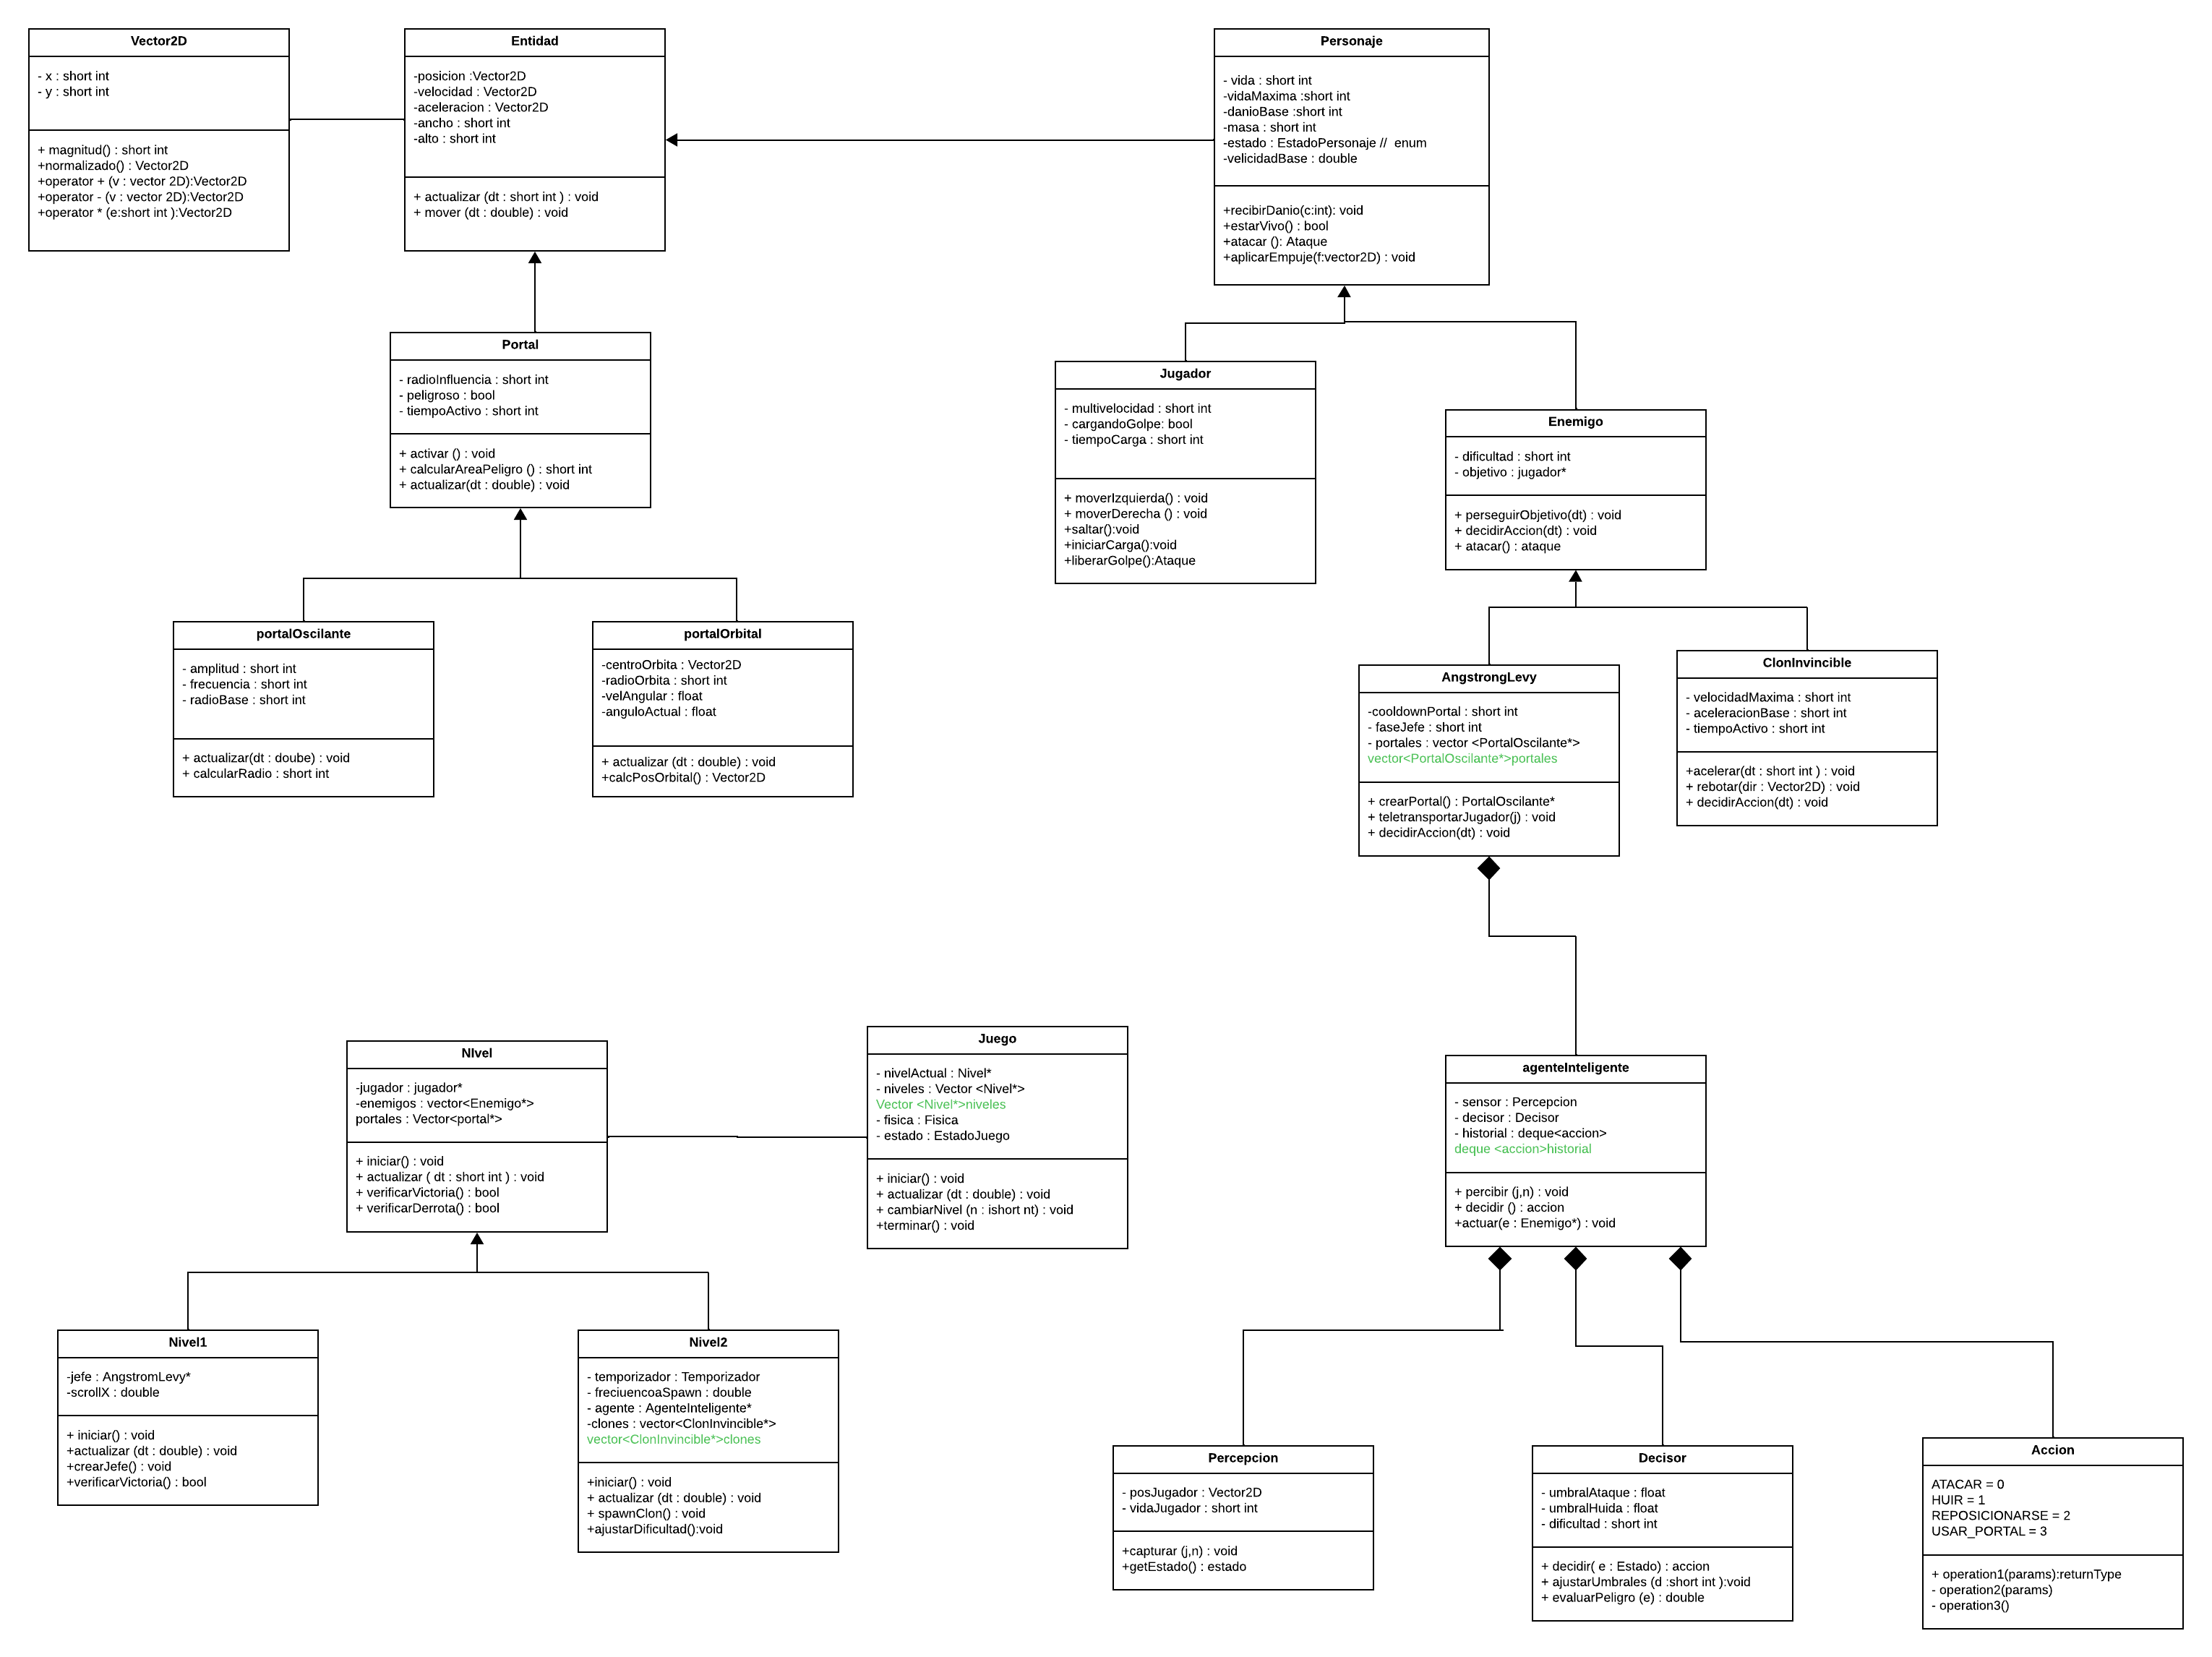 Vector2D
- x : short int
- y : short int
+ magnitud() : short int
+normalizado() : Vector2D
+operator + (v : vector 2D):Vector2D
+operator - (v : vector 2D):Vector2D
+operator * (e:short int ):Vector2D
Entidad
-posicion :Vector2D
-velocidad : Vector2D
-aceleracion : Vector2D
-ancho : short int
-alto : short int
+ actualizar (dt : short int ) : void
+ mover (dt : double) : void
Personaje
- vida : short int
-vidaMaxima :short int
-danioBase :short int
-masa : short int
-estado : EstadoPersonaje // enum
-velicidadBase : double
+recibirDanio(c:int): void
+estarVivo() : bool
+atacar (): Ataque
+aplicarEmpuje(f:vector2D) : void
Portal
- radioInfluencia : short int
- peligroso : bool
- tiempoActivo : short int
+ activar () : void
+ calcularAreaPeligro () : short int
+ actualizar(dt : double) : void
Jugador
- multivelocidad : short int
- cargandoGolpe: bool
- tiempoCarga : short int
+ moverIzquierda() : void
+ moverDerecha () : void
+saltar():void
+iniciarCarga():void
+liberarGolpe():Ataque
Enemigo
- dificultad : short int
- objetivo : jugador*
+ perseguirObjetivo(dt) : void
+ decidirAccion(dt) : void
+ atacar() : ataque
portalOscilante
- amplitud : short int
- frecuencia : short int
- radioBase : short int
+ actualizar(dt : doube) : void
+ calcularRadio : short int
portalOrbital
-centroOrbita : Vector2D
-radioOrbita : short int
-velAngular : float
-anguloActual : float
+ actualizar (dt : double) : void
+calcPosOrbital() : Vector2D
AngstrongLevy
-cooldownPortal : short int
- faseJefe : short int
- portales : vector <PortalOscilante*>
vector<PortalOscilante*>portales
+ crearPortal() : PortalOscilante*
+ teletransportarJugador(j) : void
+ decidirAccion(dt) : void
ClonInvincible
- velocidadMaxima : short int
- aceleracionBase : short int
- tiempoActivo : short int
+acelerar(dt : short int ) : void
+ rebotar(dir : Vector2D) : void
+ decidirAccion(dt) : void
NIvel
-jugador : jugador*
-enemigos : vector<Enemigo*>
portales : Vector<portal*>
+ iniciar() : void
+ actualizar ( dt : short int ) : void
+ verificarVictoria() : bool
+ verificarDerrota() : bool
Juego
- nivelActual : Nivel*
- niveles : Vector <Nivel*>
Vector <Nivel*>niveles
- fisica : Fisica
- estado : EstadoJuego
+ iniciar() : void
+ actualizar (dt : double) : void
+ cambiarNivel (n : ishort nt) : void
+terminar() : void
agenteInteligente
- sensor : Percepcion
- decisor : Decisor
- historial : deque<accion>
deque <accion>historial
+ percibir (j,n) : void
+ decidir () : accion
+actuar(e : Enemigo*) : void
Nivel1
-jefe : AngstromLevy*
-scrollX : double
+ iniciar() : void
+actualizar (dt : double) : void
+crearJefe() : void
+verificarVictoria() : bool
Nivel2
- temporizador : Temporizador
- freciuencoaSpawn : double
- agente : AgenteInteligente*
-clones : vector<ClonInvincible*>
vector<ClonInvincible*>clones
+iniciar() : void
+ actualizar (dt : double) : void
+ spawnClon() : void
+ajustarDificultad():void
Percepcion
- posJugador : Vector2D
- vidaJugador : short int
+capturar (j,n) : void
+getEstado() : estado
Decisor
- umbralAtaque : float
- umbralHuida : float
- dificultad : short int
+ decidir( e : Estado) : accion
+ ajustarUmbrales (d :short int ):void
+ evaluarPeligro (e) : double
Accion
ATACAR = 0
HUIR = 1
REPOSICIONARSE = 2
USAR_PORTAL = 3
+ operation1(params):returnType
- operation2(params)
- operation3()